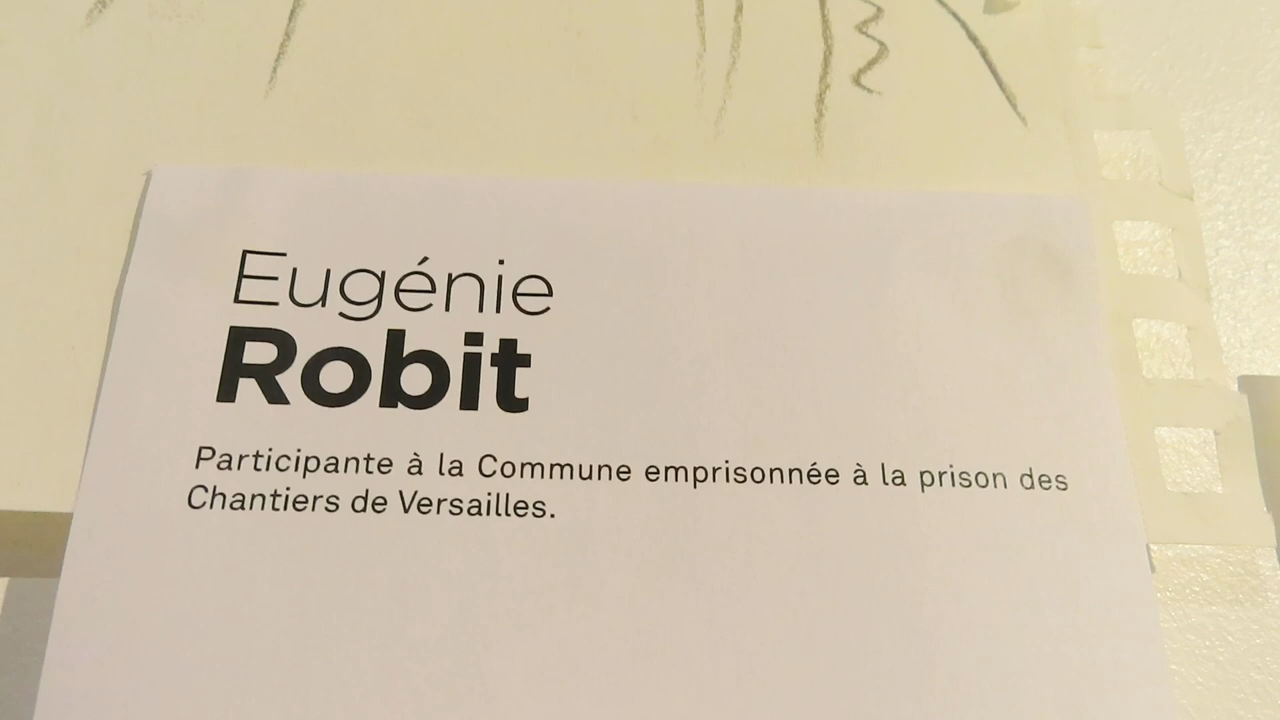 Eugénie
Robit
Participante à la Commune emprisonnée à la prison des
Chantiers de Versailles.